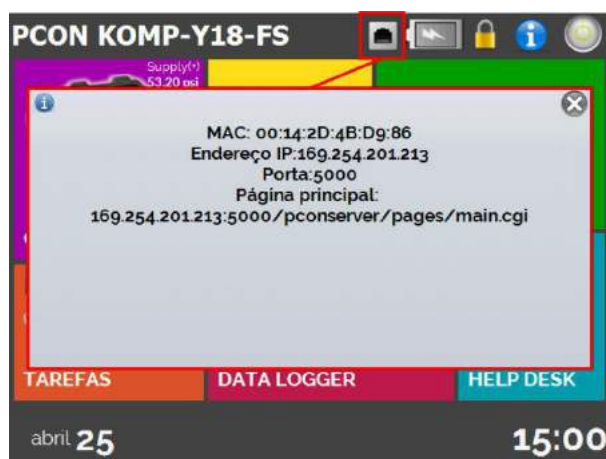 PCON KOMP-Y18-FS
Supply(+)
53.20 psi
MAC: 00:14:2D:4B:D9:86
Endereço IP:169.254.201.213
Porta:5000
Página principal:
169.254.201.213:5000/pconserver/pages/main.cgi
TAREFAS
DATA LOGGER
HELP DESK
abril 25
15:00